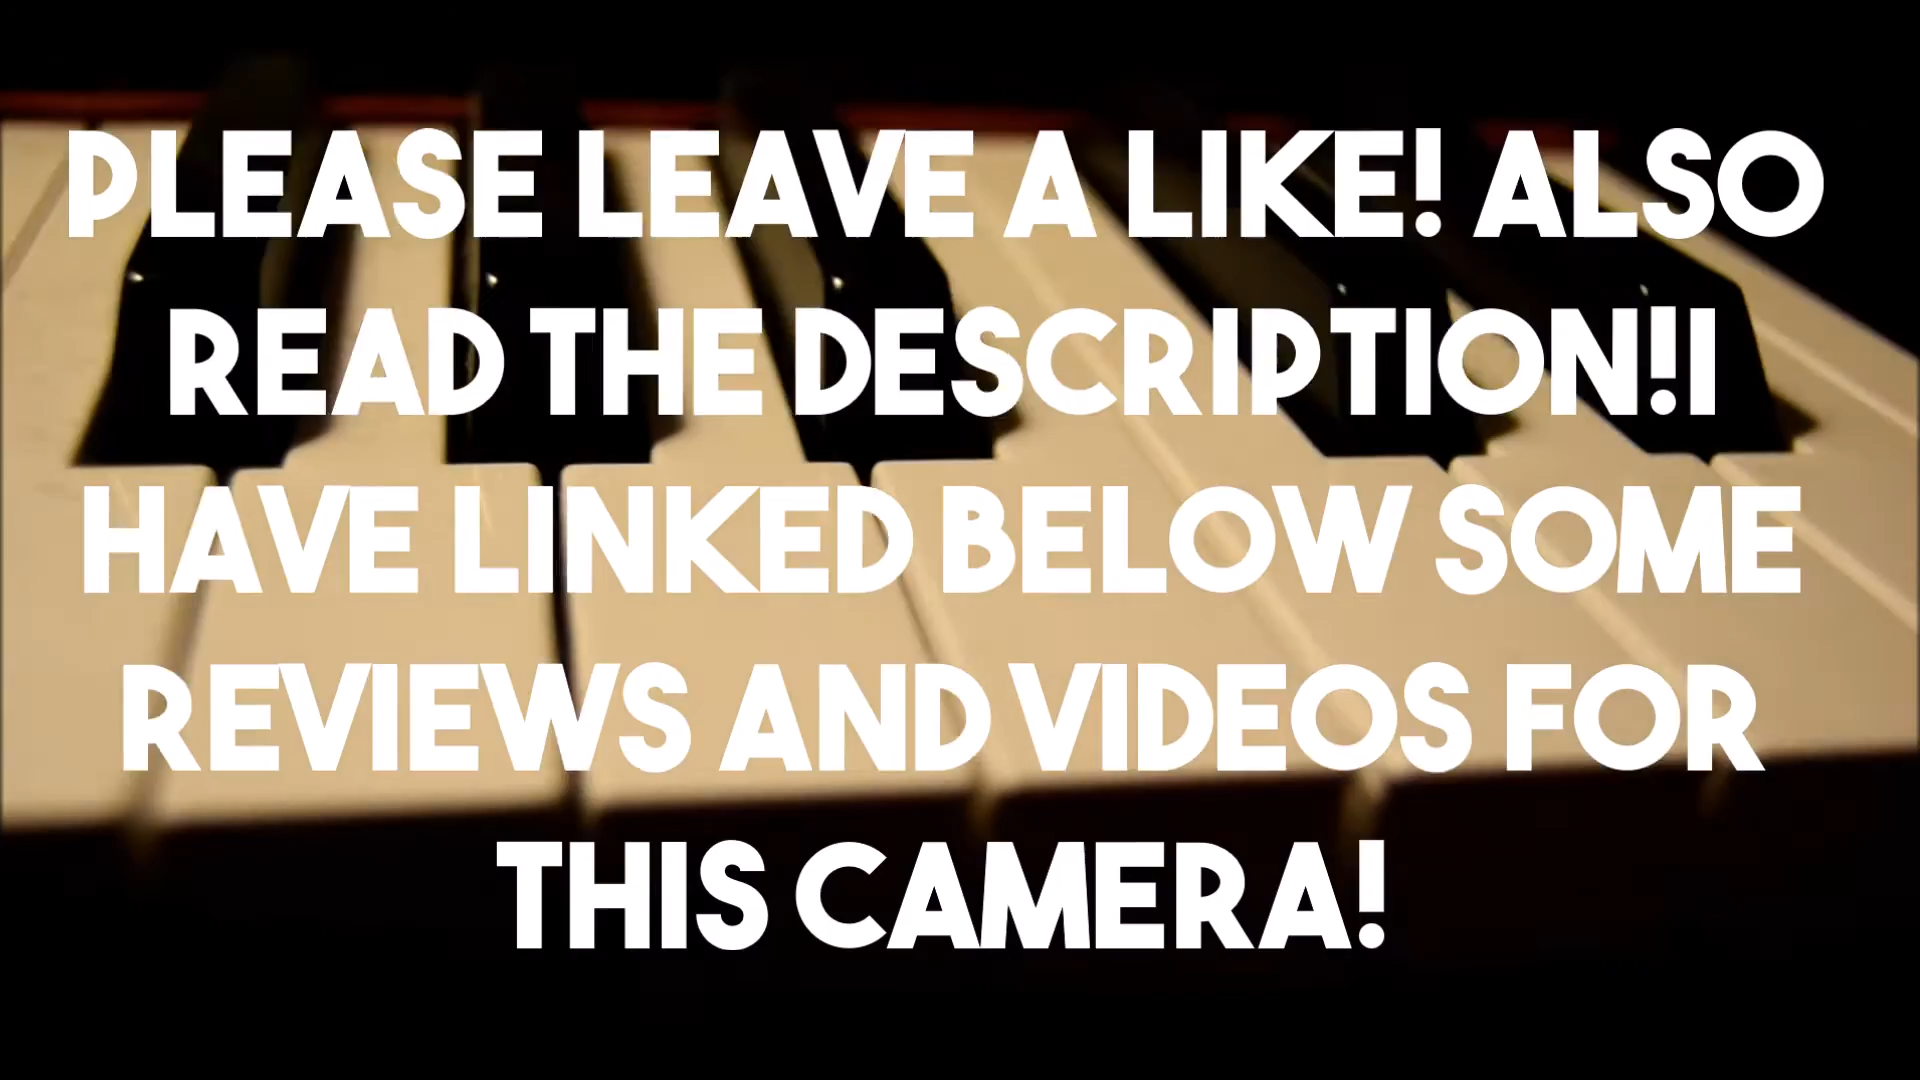 PLEASE LEAVE A LIKE! ALSO
READ THE DESCRIPTION!I
HAVE LINKED BELOW SOME
REVIEWS AND VIDEOS FOR
THIS CAMERA!